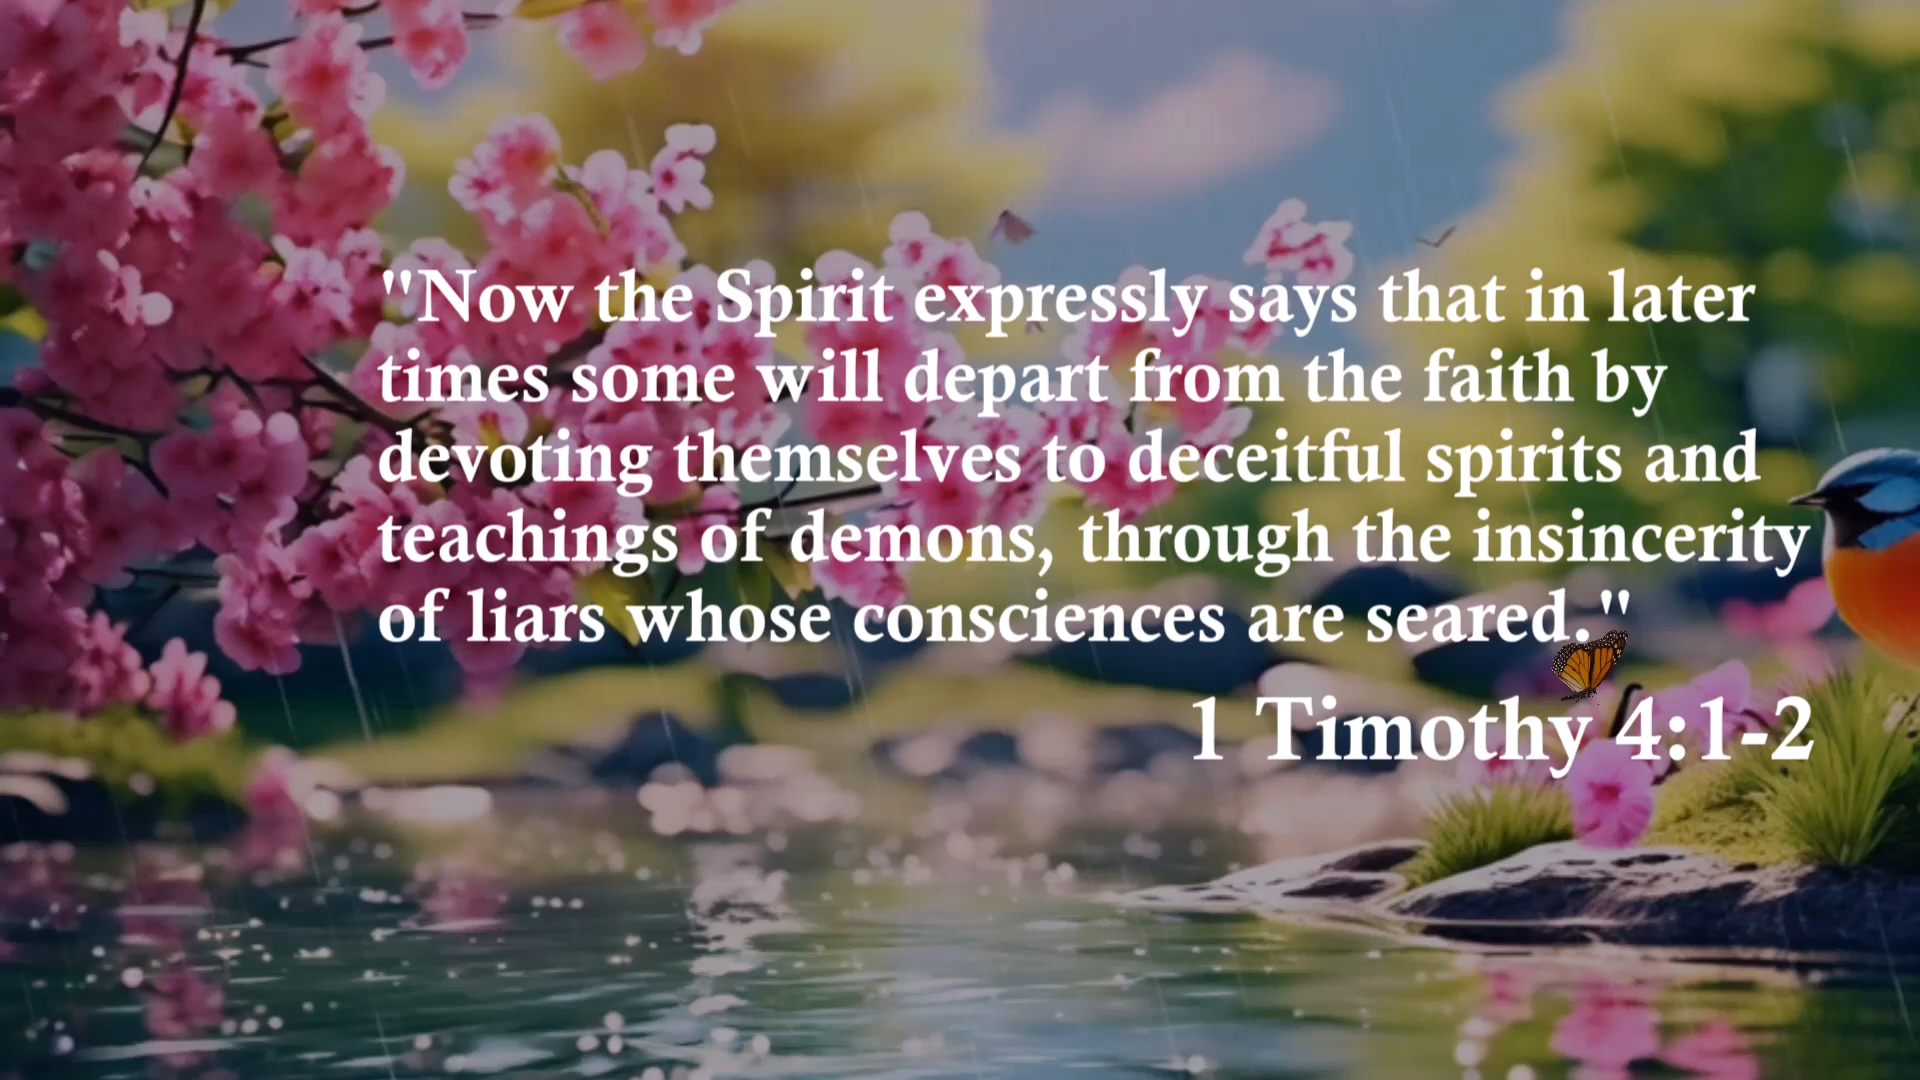 "Now the Spirit expressly says that in later
times some will depart from the faith by
devoting themselves to deceitful spirits and
teachings of demons, through the insincerity
of liars whose consciences are seared."
1 Timothy 4:1-2